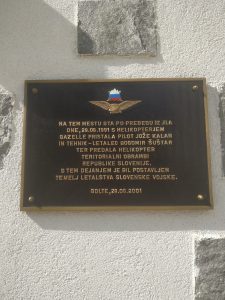 NA TEM MESTU STA PO PREBEGU IZ JLA
DNE, 28.06.1991 S HELIKOPTERJEM
GAZELLE PRISTALA PILOT JOŽE KALAN
IN TEHNIK-LETALEC BOGOMIR ŠUŠTAR
TER PREDALA HELIKOPTER
TERITORIALNI OBRAMBI
REPUBLIKE SLOVENIJE.
S TEM DEJANJEM JE BIL POSTAVLJEN
TEMELJ LETALSTVA SLOVENSKE VOJSKE.
GOLTE, 28.06.2001